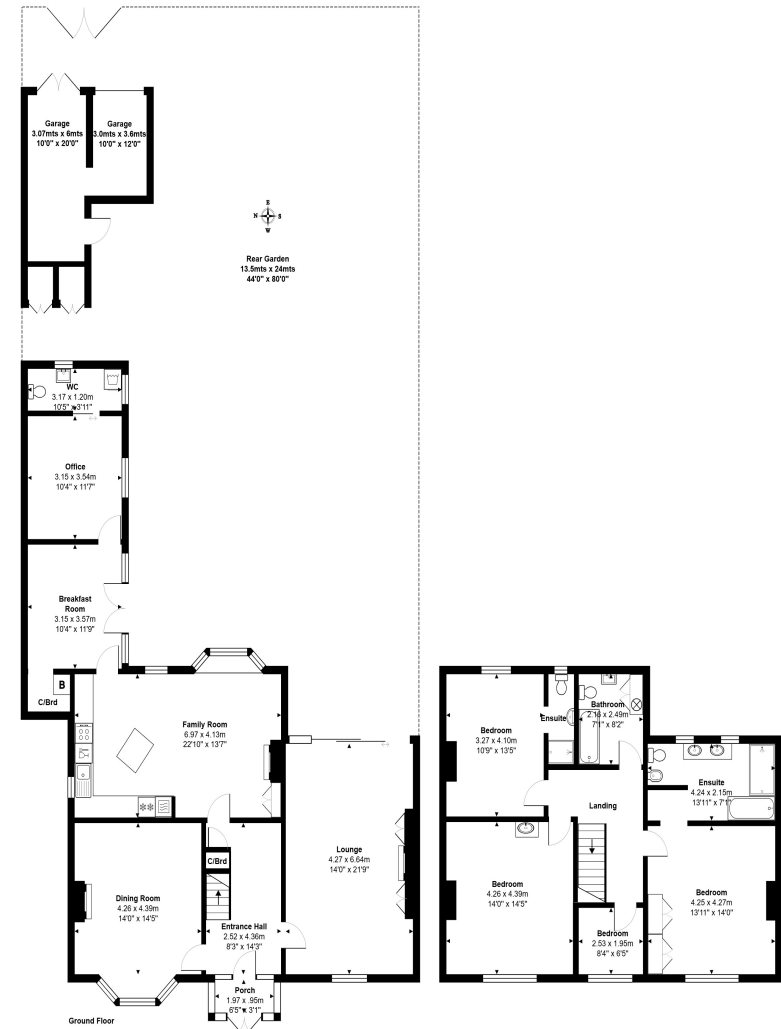 Garage
3.07mts x 6mts
10'0" x 20'0"
Garage
3.0mts x 3.6mts
10'0" x 12'0"
E
N S
W
Rear Garden
13.5mts x 24mts
44'0" x 80'0"
WC
3.17 x 1.20m
10'5" x 3'11"
Office
3.15 x 3.54m
10'4" x 11'7"
Breakfast
Room
3.15 x 3.57m
10'4" x 11'9"
B
C/Brd
Family Room
6.97 x 4.13m
22'10" x 13'7"
C/Brd
Lounge
4.27 x 6.64m
14'0" x 21'9"
Dining Room
4.26 x 4.39m
14'0" x 14'5"
Entrance Hall
2.52 x 4.36m
8'3" x 14'3"
Porch
1.97 x .95m
6'5" x 3'1"
Ground Floor
Bedroom
3.27 x 4.10m
10'9" x 13'5"
Ensuite
Bathroom
2.16 x 2.49m
7'1" x 8'2"
Ensuite
4.24 x 2.15m
13'11" x 7'1"
Landing
Bedroom
4.26 x 4.39m
14'0" x 14'5"
Bedroom
4.25 x 4.27m
13'11" x 14'0"
Bedroom
2.53 x 1.95m
8'4" x 6'5"